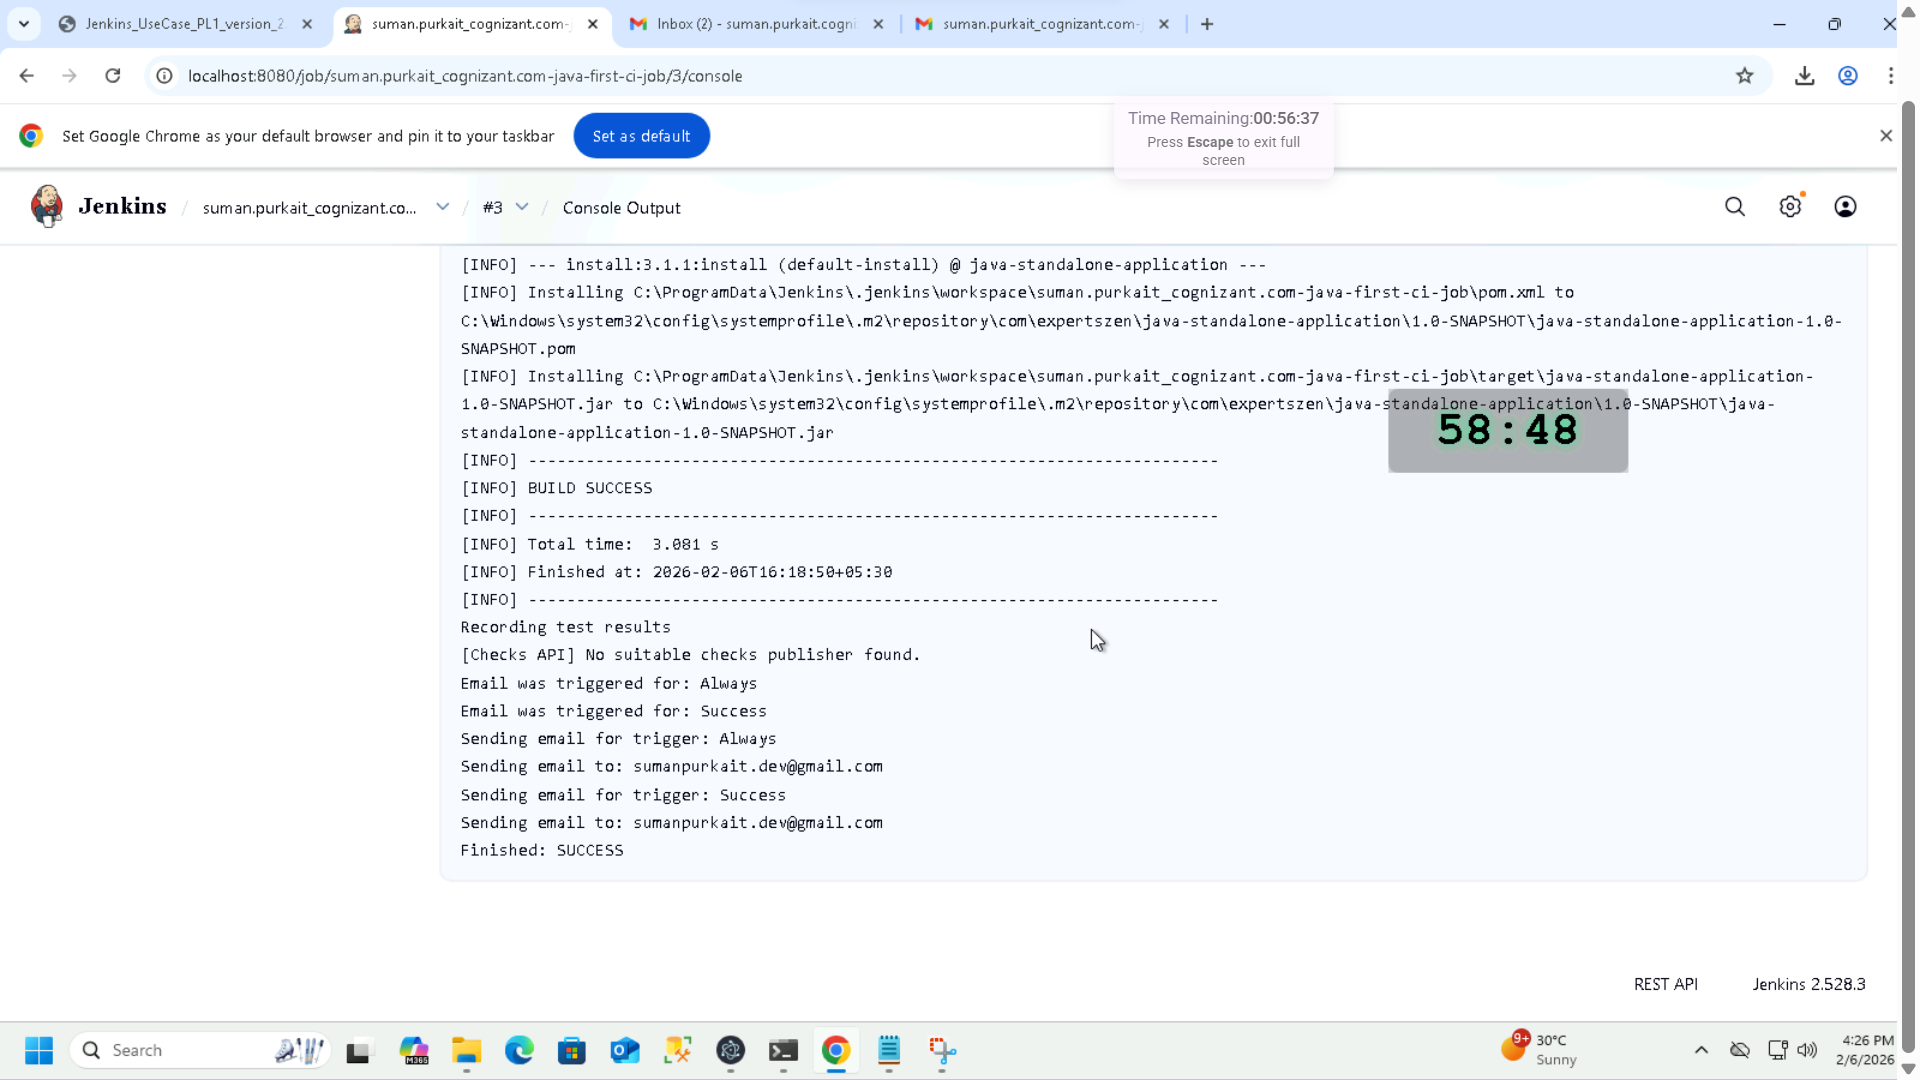 Jenkins_UseCase_PL1_version_2
suman.purkait_cognizant.com-
Inbox (2) - suman.purkait.cogni
suman.purkait_cognizant.com-
localhost:8080/job/suman.purkait_cognizant.com-java-first-ci-job/3/console
Set Google Chrome as your default browser and pin it to your taskbar
Set as default
Time Remaining:00:56:37
Press Escape to exit full
screen
Jenkins / suman.purkait_cognizant.co... / #3 / Console Output
[INFO] --- install:3.1.1:install (default-install) @ java-standalone-application ---
[INFO] Installing C:\ProgramData\Jenkins\.jenkins\workspace\suman.purkait_cognizant.com-java-first-ci-job\pom.xml to
C:\Windows\system32\config\systemprofile\.m2\repository\com\expertszen\java-standalone-application\1.0-SNAPSHOT\java-standalone-application-1.0-
SNAPSHOT.pom
[INFO] Installing C:\ProgramData\Jenkins\.jenkins\workspace\suman.purkait_cognizant.com-java-first-ci-job\target\java-standalone-application-
1.0-SNAPSHOT.jar to C:\Windows\system32\config\systemprofile\.m2\repository\com\expertszen\java-standalone-application\1.0-SNAPSHOT\java-
standalone-application-1.0-SNAPSHOT.jar
58:48
[INFO] ------------------------------------------------------------------------
[INFO] BUILD SUCCESS
[INFO] ------------------------------------------------------------------------
[INFO] Total time:  3.081 s
[INFO] Finished at: 2026-02-06T16:18:50+05:30
[INFO] ------------------------------------------------------------------------
Recording test results
[Checks API] No suitable checks publisher found.
Email was triggered for: Always
Email was triggered for: Success
Sending email for trigger: Always
Sending email to: sumanpurkait.dev@gmail.com
Sending email for trigger: Success
Sending email to: sumanpurkait.dev@gmail.com
Finished: SUCCESS
REST API
Jenkins 2.528.3
Search
M365
9+
30°C
Sunny
4:26 PM
2/6/2026